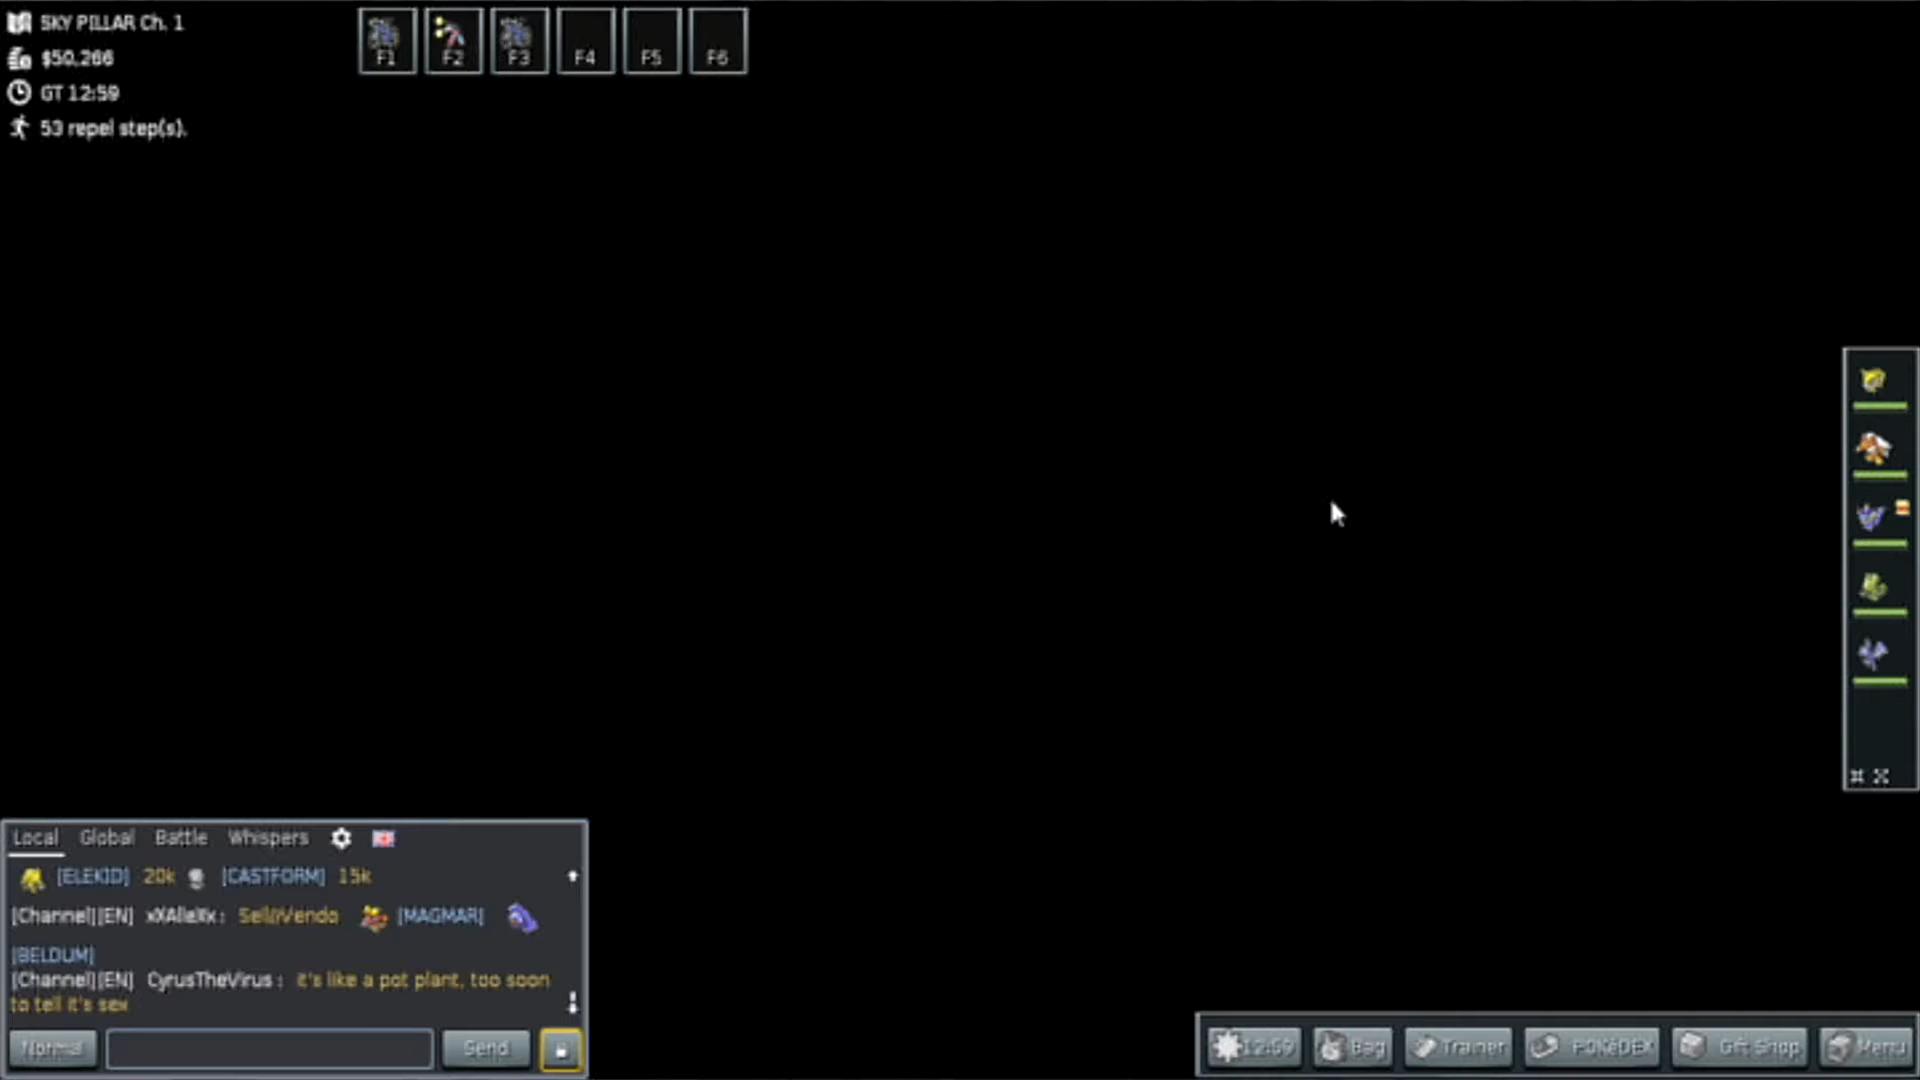 SKY PILLAR Ch. 1
$50,266
GT 12:59
53 repel step(s).
F1 F2 F3 F4 F5 F6
Local Global Battle Whispers
[ELEKID] 20k [CASTFORM] 15k
[Channel][EN] xXAlleXx: Sell/Vendo [MAGMAR]
[BELDUM]
[Channel][EN] CyrusTheVirus: it's like a pot plant, too soon
to tell it's sex
Normal Send
12:59 Bag Trainer POKéDEX Gift Shop Menu